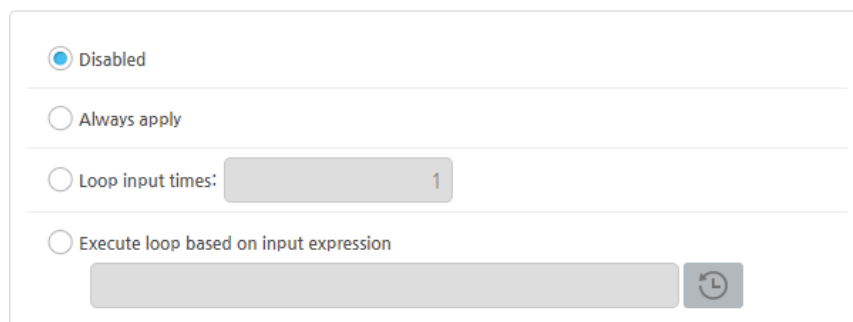 Disabled
Always apply
Loop input times: 1
Execute loop based on input expression